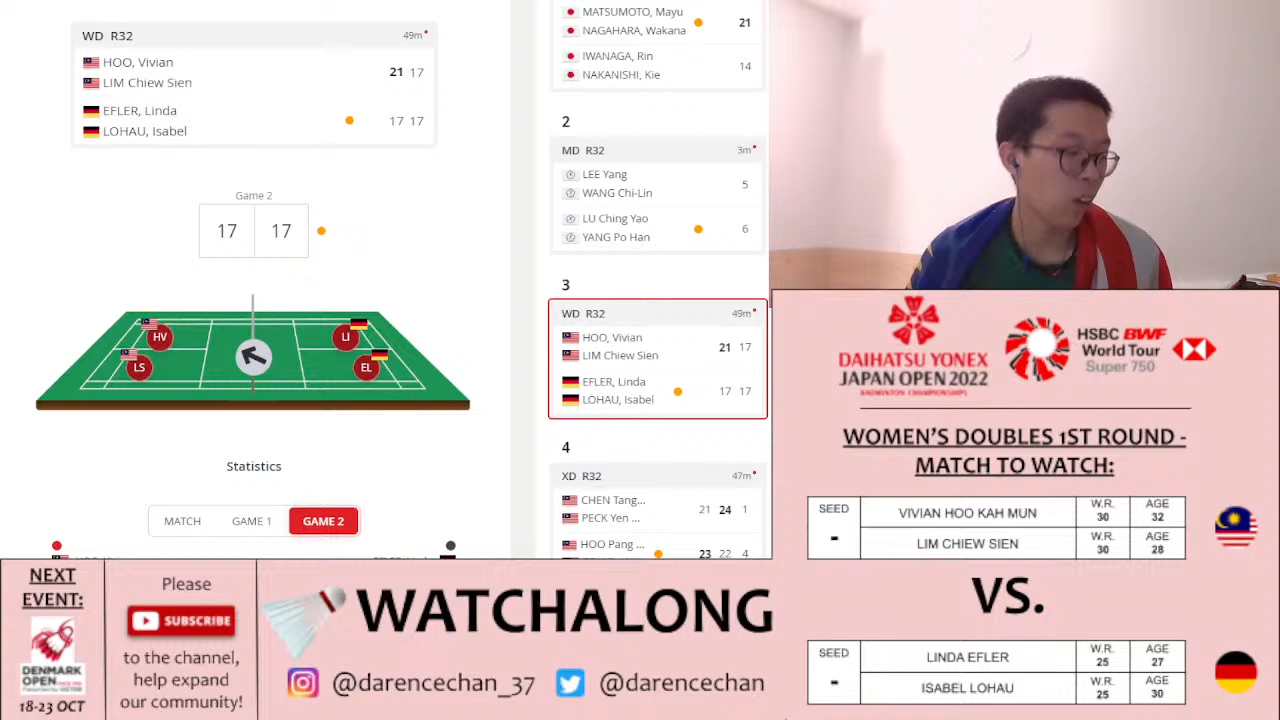 WD R32 49m
HOO, Vivian
LIM Chiew Sien
21 17
EFLER, Linda
LOHAU, Isabel
17 17
Game 2
17 17
HV
LS
LI
EL
Statistics
MATCH GAME 1 GAME 2
MATSUMOTO, Mayu
NAGAHARA, Wakana
21
IWANAGA, Rin
NAKANISHI, Kie
14
2
MD R32 3m
LEE Yang
WANG Chi-Lin
5
LU Ching Yao
YANG Po Han
6
3
WD R32 49m
HOO, Vivian
LIM Chiew Sien
21 17
EFLER, Linda
LOHAU, Isabel
17 17
4
XD R32 47m
CHEN Tang...
PECK Yen ...
21 24 1
HOO Pang ...
23 22 4
DAIHATSU YONEX
JAPAN OPEN 2022
BADMINTON CHAMPIONSHIPS
HSBC BWF
World Tour
Super 750
WOMEN'S DOUBLES 1ST ROUND -
MATCH TO WATCH:
SEED
-
VIVIAN HOO KAH MUN
W.R.
30
AGE
32
LIM CHIEW SIEN
W.R.
30
AGE
28
VS.
SEED
-
LINDA EFLER
W.R.
25
AGE
27
ISABEL LOHAU
W.R.
25
AGE
30
NEXT
EVENT:
DENMARK
OPEN
18-23 OCT
Please
SUBSCRIBE
to the channel,
help expand
our community!
WATCHALONG
@darencechan_37
@darencechan